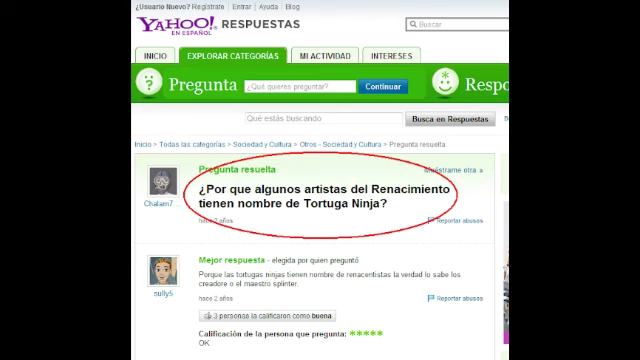 ¿Usuario Nuevo? Regístrate Entrar Ayuda Blog
YAHOO! RESPUESTAS
EN ESPAÑOL
Buscar
INICIO EXPLORAR CATEGORÍAS MI ACTIVIDAD INTERESES
Pregunta ¿Qué quieres preguntar? Continuar Respo
Qué estás buscando Busca en Respuestas
Inicio > Todas las categorías > Sociedad y Cultura > Otros - Sociedad y Cultura > Pregunta resuelta
Pregunta resuelta Muéstrame otra »
¿Por que algunos artistas del Renacimiento
tienen nombre de Tortuga Ninja?
Chalam7...
hace 2 años Reportar abusos
Mejor respuesta - elegida por quien preguntó
Porque las tortugas ninjas tienen nombre de renacentistas la verdad lo sabe los
creadore o el maestro splinter.
sully5
hace 2 años Reportar abusos
3 personas la calificaron como buena
Calificación de la persona que pregunta: *****
OK